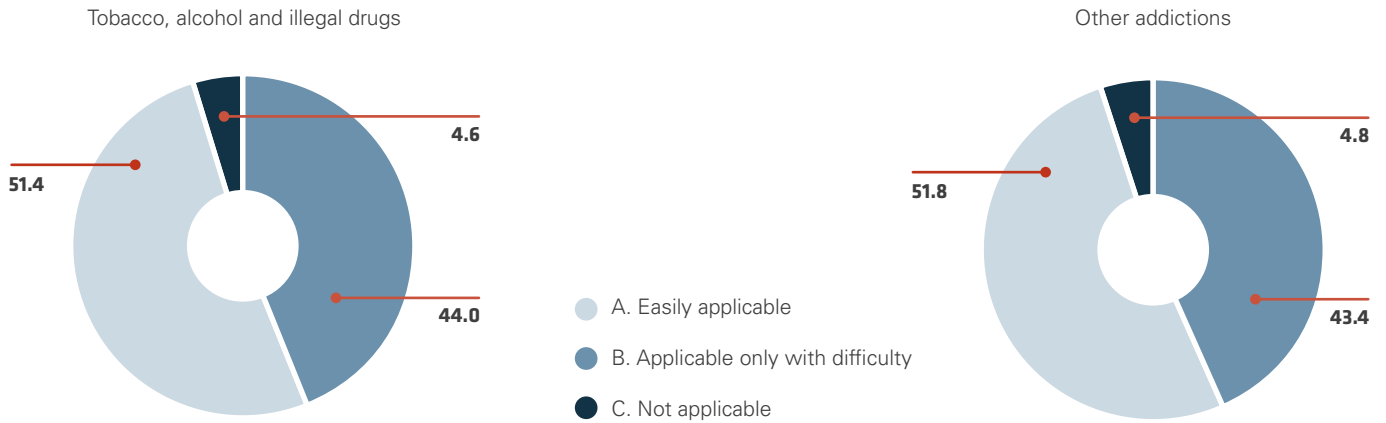 Tobacco, alcohol and illegal drugs
4.6
51.4
44.0
A. Easily applicable
B. Applicable only with difficulty
C. Not applicable
Other addictions
4.8
51.8
43.4